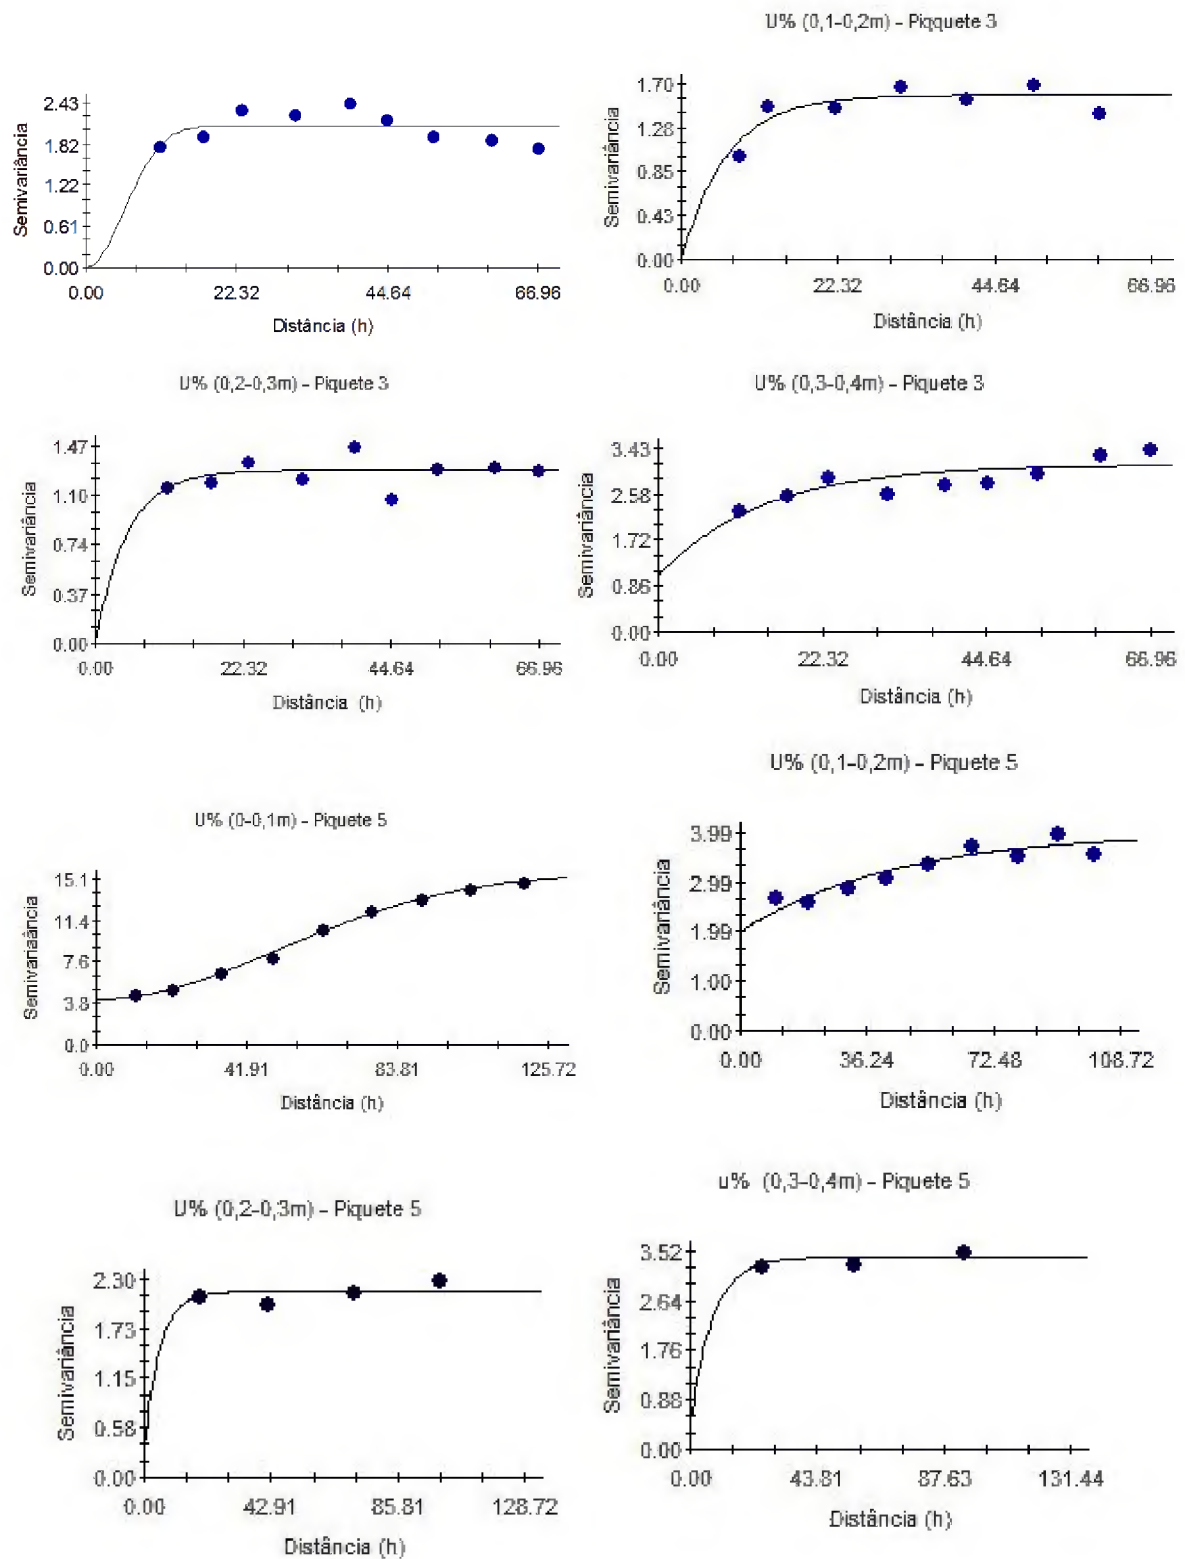 Semivariância
2.43
1.82
1.22
0.61
0.00
0.00 22.32 44.64 66.96
Distância (h)
U% (0,1-0,2m) - Piqquete 3
Semivariância
1.70
1.28
0.85
0.43
0.00
0.00 22.32 44.64 66.96
Distância (h)
U% (0,2-0,3m) - Piquete 3
Semivariância
1.47
1.10
0.74
0.37
0.00
0.00 22.32 44.64 66.96
Distância (h)
U% (0,3-0,4m) - Piquete 3
Semivariância
3.43
2.58
1.72
0.86
0.00
0.00 22.32 44.64 66.96
Distância (h)
U% (0-0,1m) - Piquete 5
Semivariaância
15.1
11.4
7.6
3.8
0.0
0.00 41.91 83.81 125.72
Distância (h)
U% (0,1-0,2m) - Piquete 5
Semivariância
3.99
2.99
1.99
1.00
0.00
0.00 36.24 72.48 108.72
Distância (h)
U% (0,2-0,3m) - Piquete 5
Semivariância
2.30
1.73
1.15
0.58
0.00
0.00 42.91 85.81 128.72
Distância (h)
u% (0,3-0,4m) - Piquete 5
Semivariância
3.52
2.64
1.76
0.88
0.00
0.00 43.81 87.63 131.44
Distância (h)